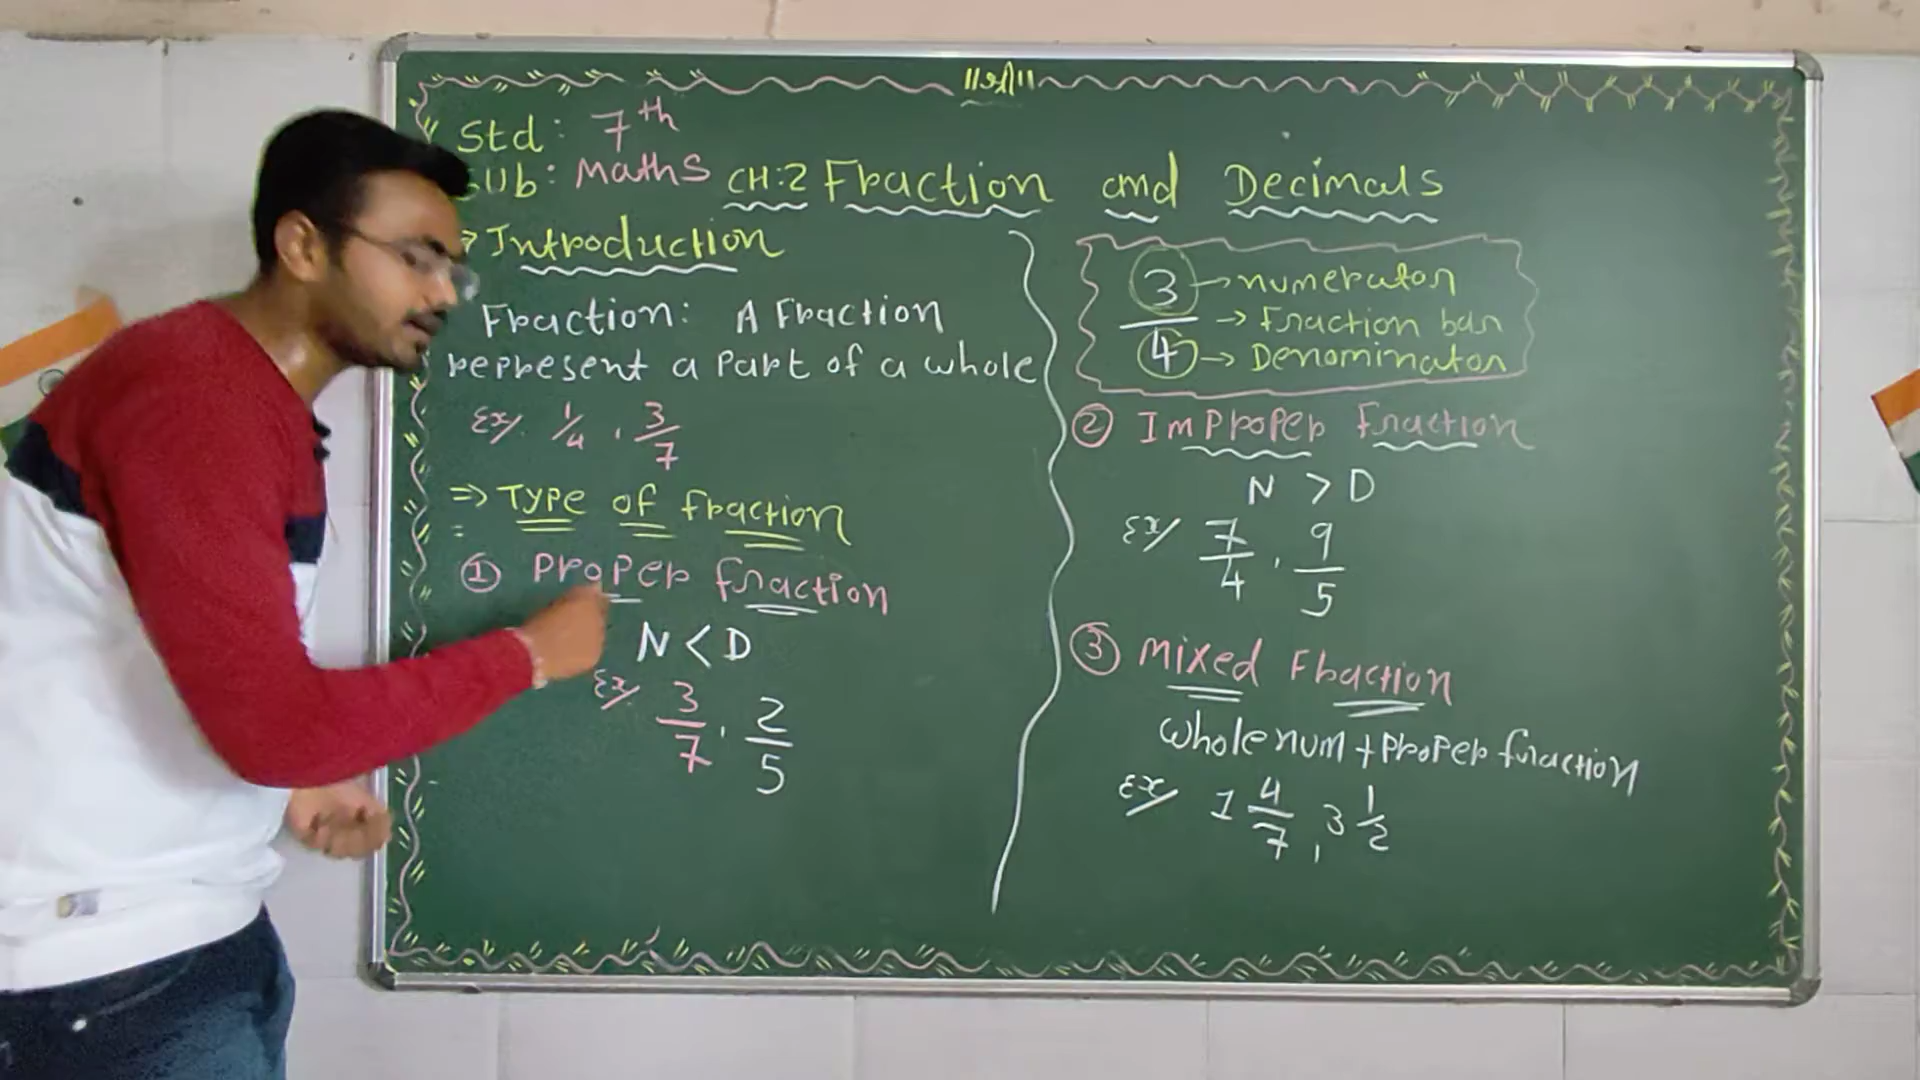 ॥શ્રી॥
Std: 7th
Sub: Maths CH:2 Fraction and Decimals
→ Introduction
Fraction: A Fraction
represent a Part of a whole
Ex. 1/4, 3/7
⇒ Type of fraction
① Proper fraction
N < D
Ex. 3/7, 2/5
3 → numerator
→ Fraction bar
4 → Denominator
② Improper Fraction
N > D
Ex 7/4, 9/5
③ Mixed Fraction
whole num + Proper fraction
Ex 1 4/7, 3 1/2